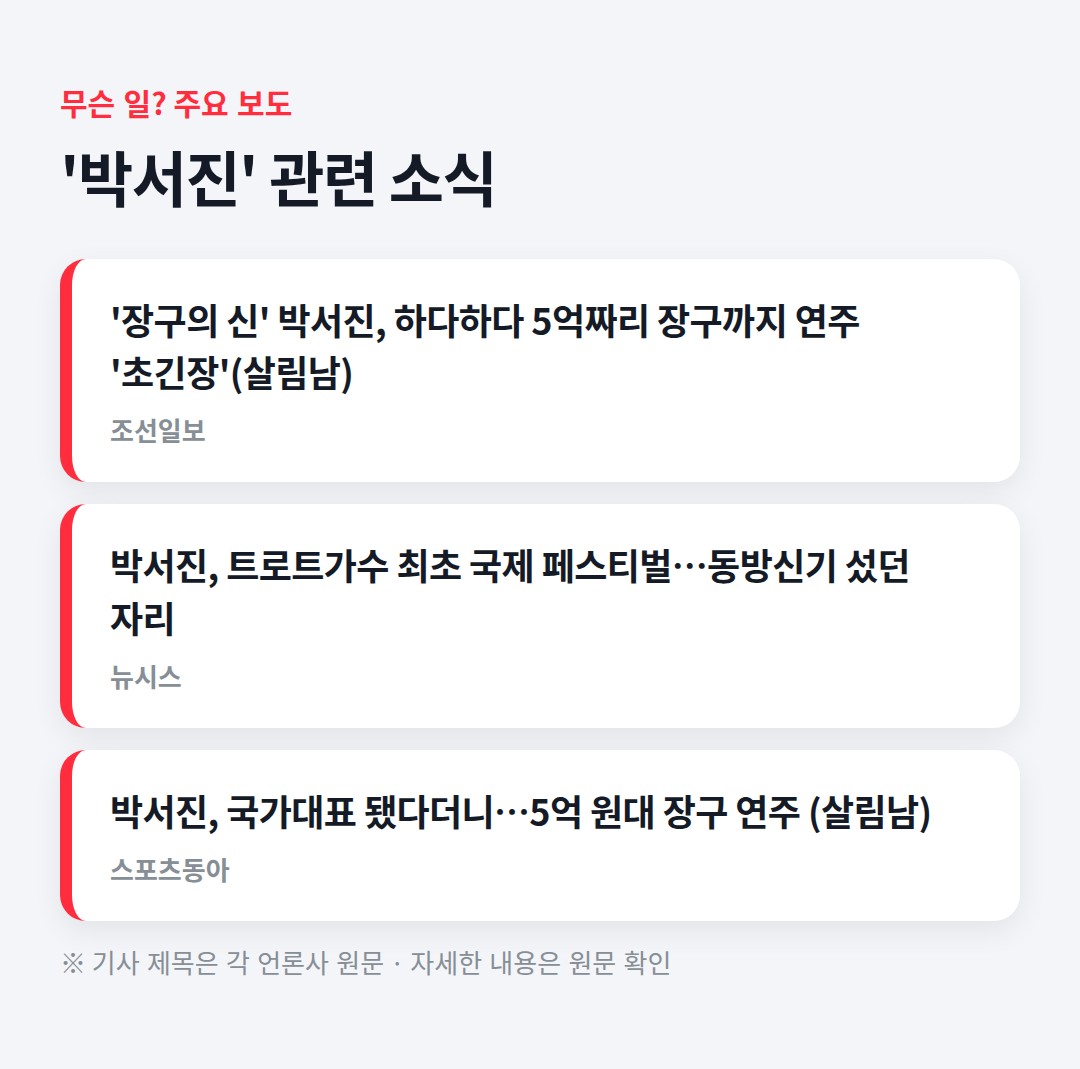 무슨 일? 주요 보도
'박서진' 관련 소식
'장구의 신' 박서진, 하다하다 5억짜리 장구까지 연주
'초긴장'(살림남)
조선일보
박서진, 트로트가수 최초 국제 페스티벌…동방신기 섰던
자리
뉴시스
박서진, 국가대표 됐다더니…5억 원대 장구 연주 (살림남)
스포츠동아
※ 기사 제목은 각 언론사 원문 · 자세한 내용은 원문 확인